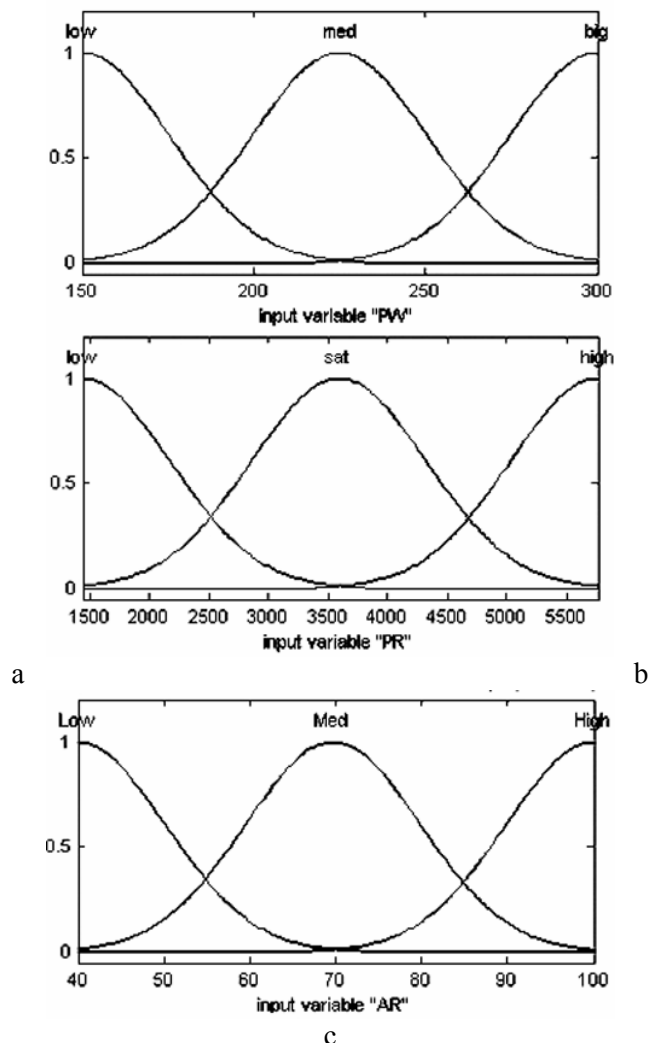 low med big
1
0.5
0
150 200 250 300
input variable "PW"
low sat high
1
0.5
0
1500 2000 2500 3000 3500 4000 4500 5000 5500
input variable "PR"
a b
Low Med High
1
0.5
0
40 50 60 70 80 90 100
input variable "AR"
c